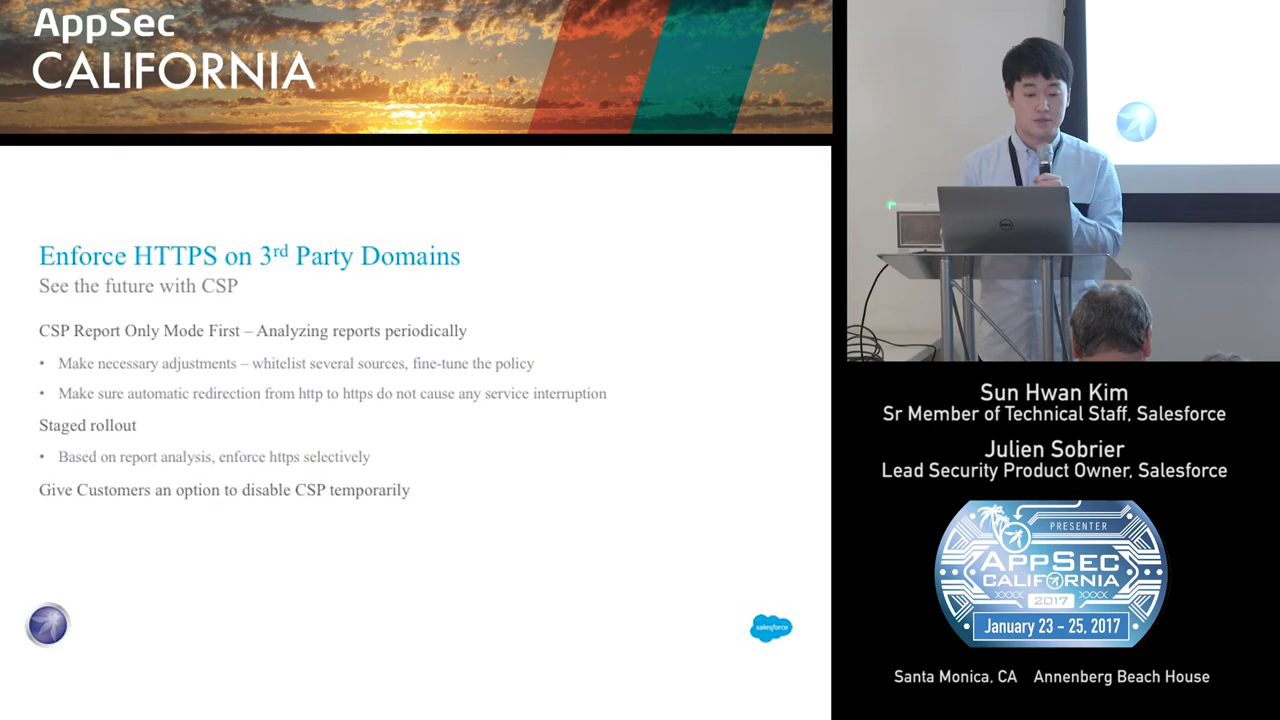 AppSec
CALIFORNIA
Enforce HTTPS on 3rd Party Domains
See the future with CSP
CSP Report Only Mode First – Analyzing reports periodically
• Make necessary adjustments – whitelist several sources, fine-tune the policy
• Make sure automatic redirection from http to https do not cause any service interruption
Staged rollout
• Based on report analysis, enforce https selectively
Give Customers an option to disable CSP temporarily
salesforce
DELL
Sun Hwan Kim
Sr Member of Technical Staff, Salesforce
Julien Sobrier
Lead Security Product Owner, Salesforce
PRESENTER
APPSEC
CALIFORNIA
2017
January 23 - 25, 2017
Santa Monica, CA Annenberg Beach House